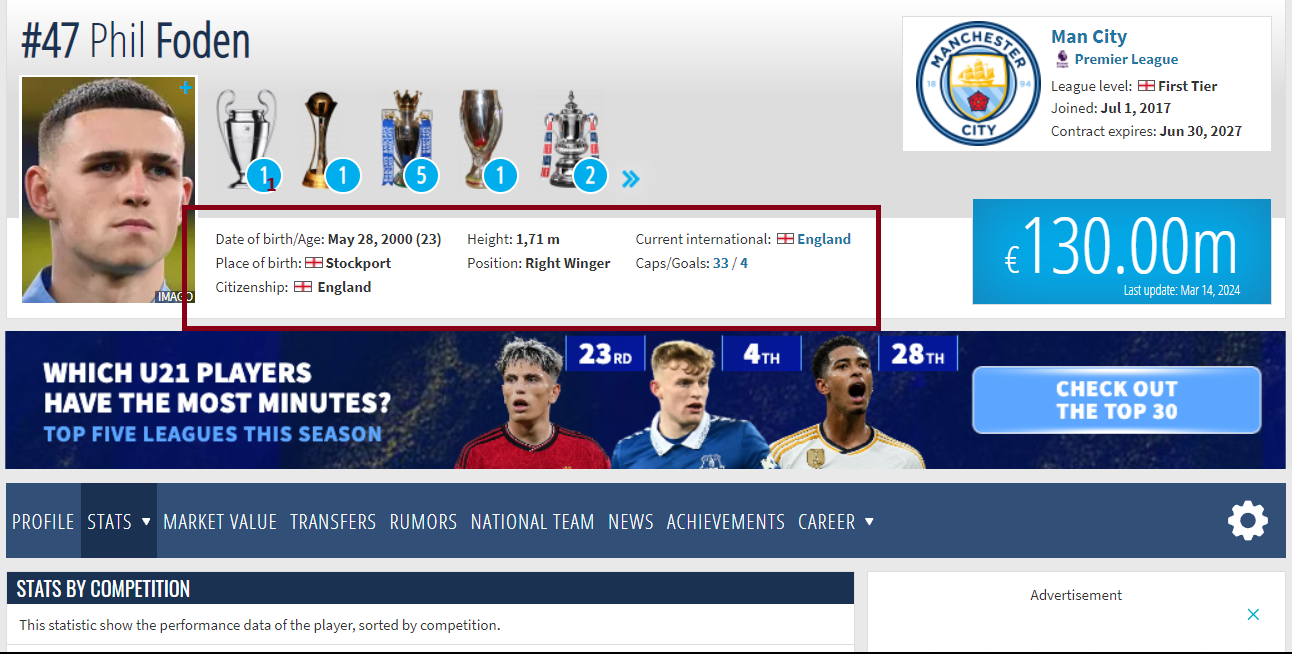 #47 Phil Foden
Man City
Premier League
League level: First Tier
Joined: Jul 1, 2017
Contract expires: Jun 30, 2027
MANCHESTER
18 94
CITY
1 1 5 1 2
1
IMAGO
Date of birth/Age: May 28, 2000 (23)
Place of birth: Stockport
Citizenship: England
Height: 1,71 m
Position: Right Winger
Current international: England
Caps/Goals: 33 / 4
€130.00m
Last update: Mar 14, 2024
WHICH U21 PLAYERS
HAVE THE MOST MINUTES?
TOP FIVE LEAGUES THIS SEASON
23RD 4TH 28TH
CHECK OUT
THE TOP 30
PROFILE STATS ▼ MARKET VALUE TRANSFERS RUMORS NATIONAL TEAM NEWS ACHIEVEMENTS CAREER ▼
STATS BY COMPETITION
This statistic show the performance data of the player, sorted by competition.
Advertisement